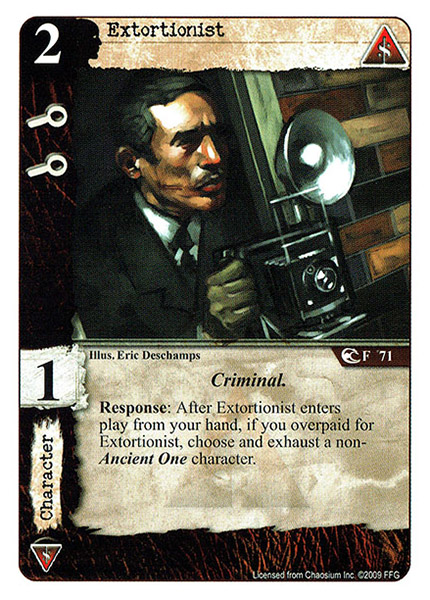 2
Extortionist
Illus. Eric Deschamps
F '71
1
Criminal.
Response: After Extortionist enters
play from your hand, if you overpaid for
Extortionist, choose and exhaust a non-
Ancient One character.
Character
Licensed from Chaosium Inc. ©2009 FFG